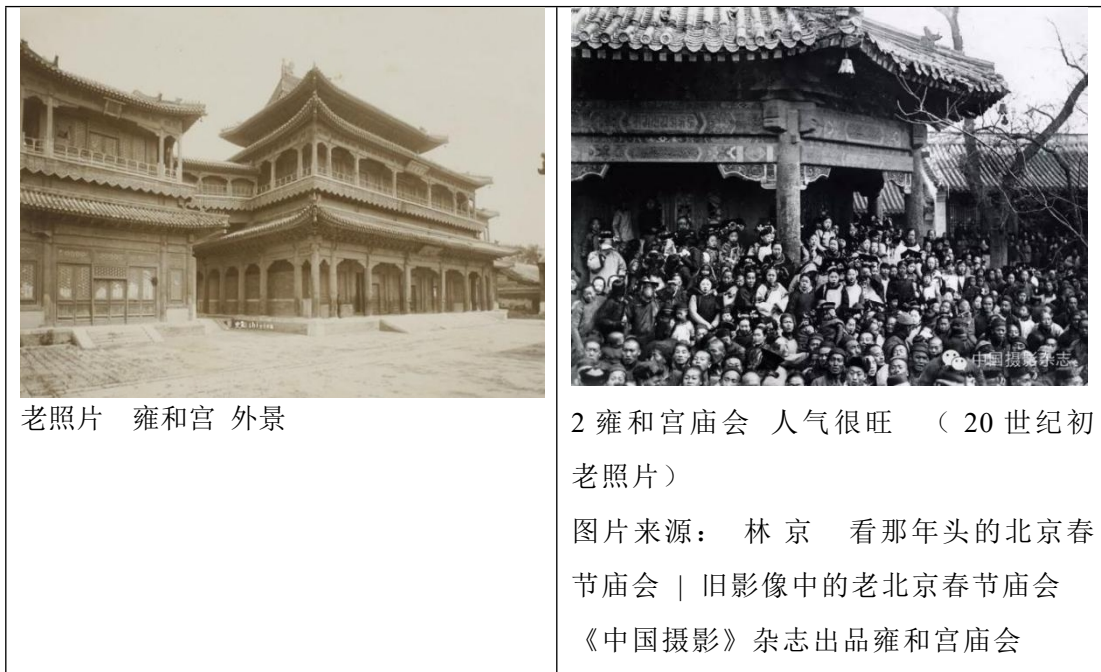 老照片 雍和宫 外景
中国摄影杂志
2 雍和宫庙会 人气很旺 （ 20 世纪初
老照片）
图片来源： 林 京 看那年头的北京春
节庙会 | 旧影像中的老北京春节庙会
《中国摄影》杂志出品雍和宫庙会